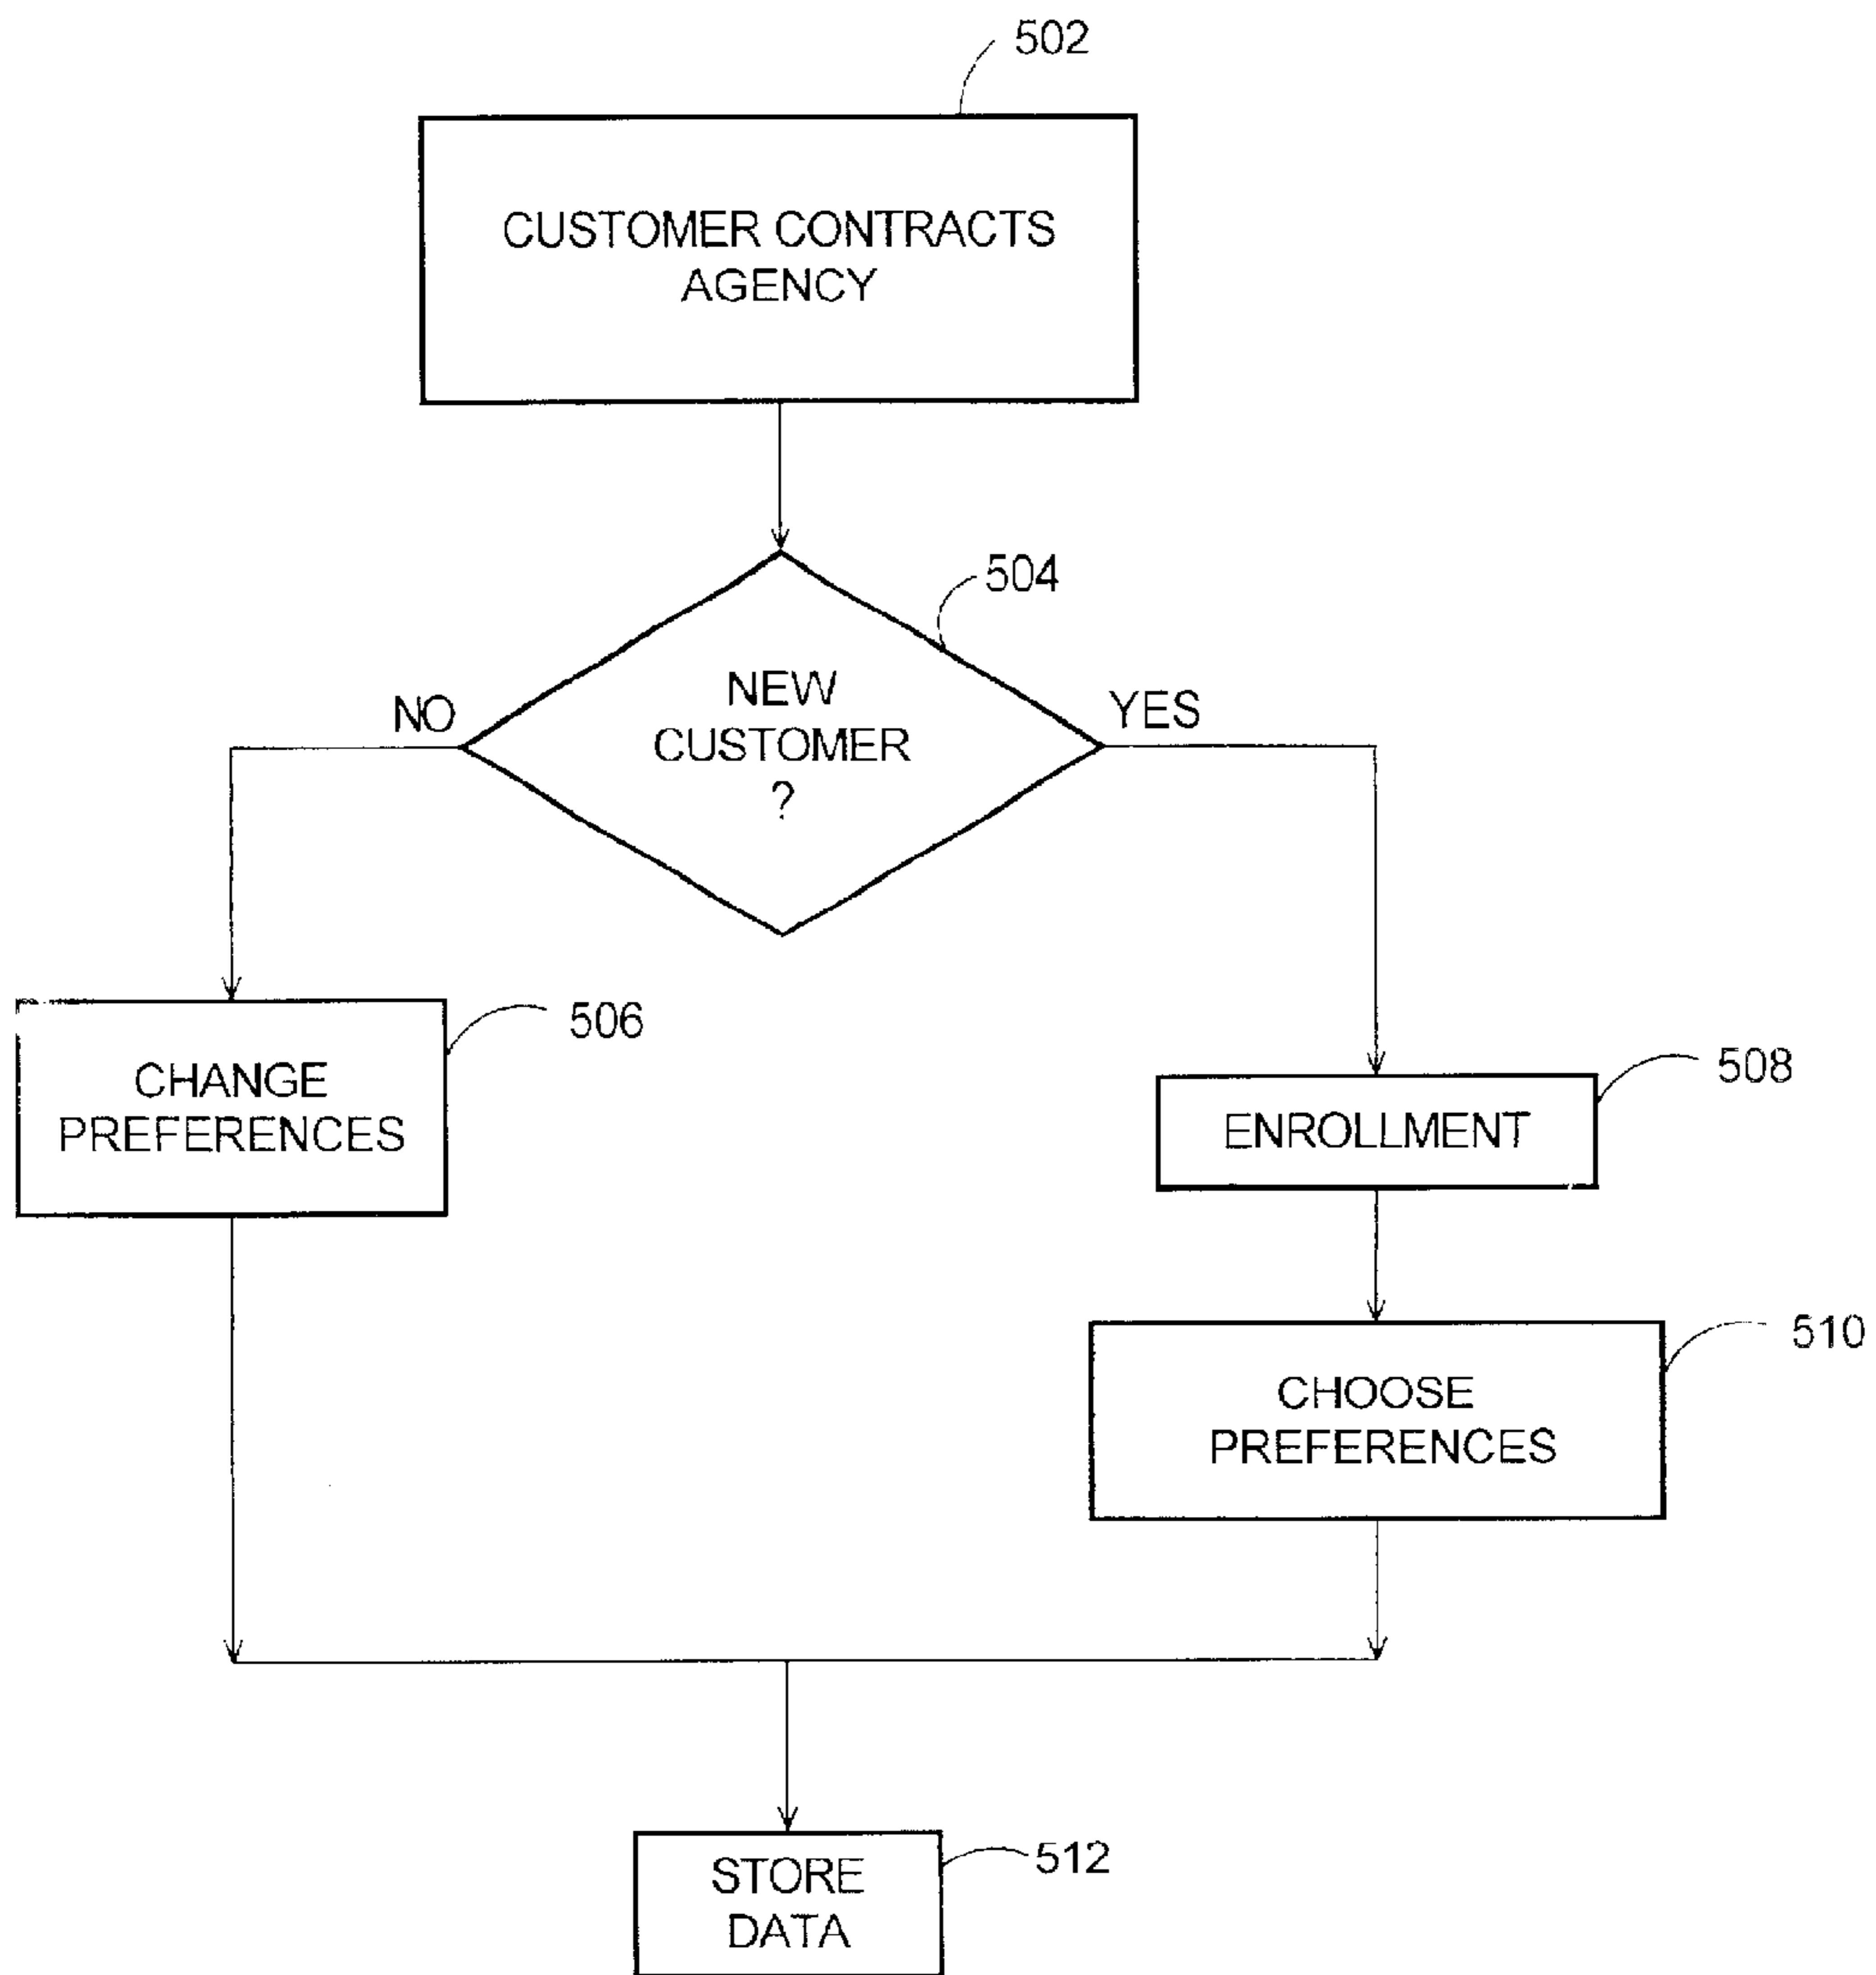 502
CUSTOMER CONTRACTS
AGENCY
504
NO
NEW
CUSTOMER
?
YES
506
CHANGE
PREFERENCES
508
ENROLLMENT
510
CHOOSE
PREFERENCES
512
STORE
DATA